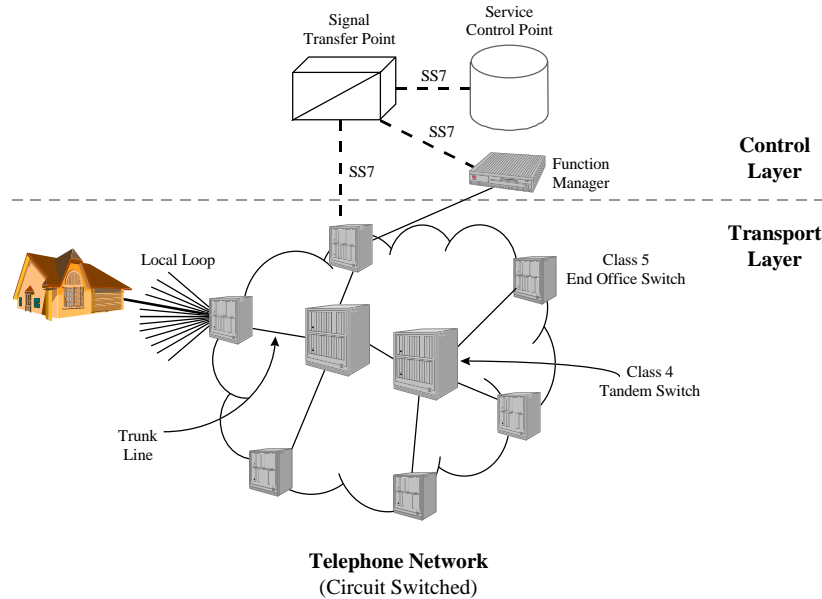 Signal
Transfer Point
Service
Control Point
SS7
SS7
SS7
Function
Manager
Control
Layer
Transport
Layer
Local Loop
Class 5
End Office Switch
Class 4
Tandem Switch
Trunk
Line
Telephone Network
(Circuit Switched)